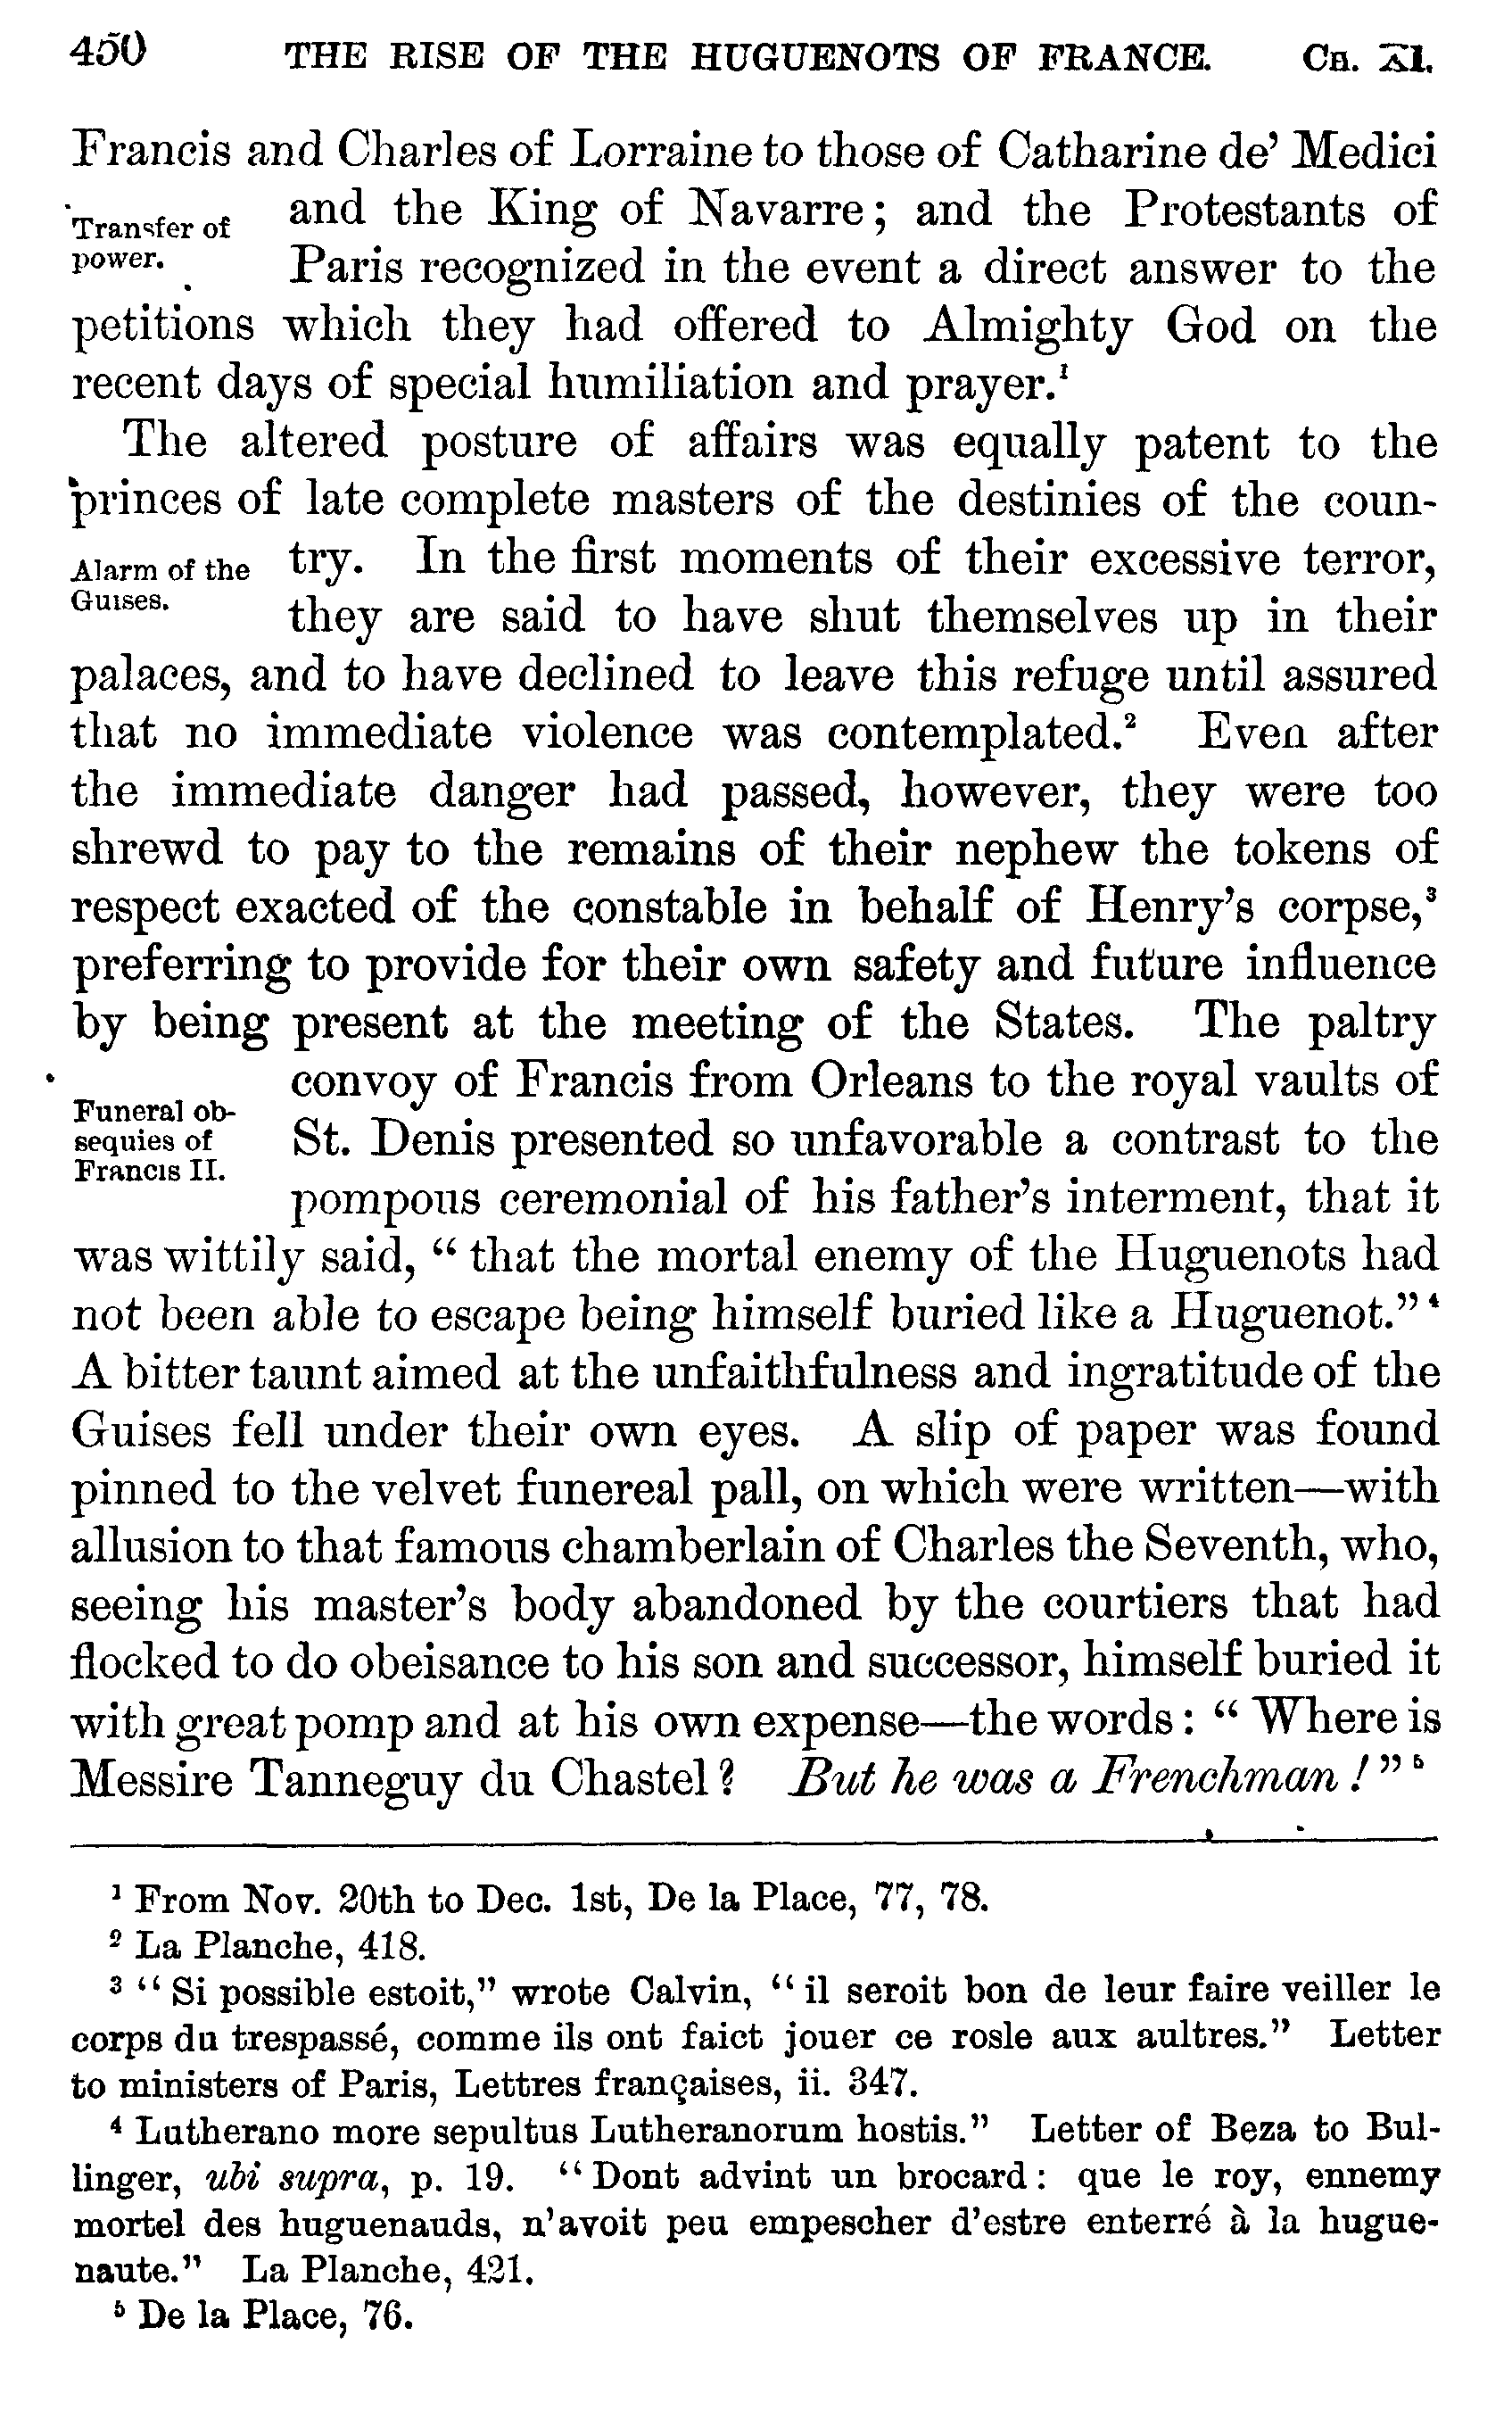 450 THE RISE OF THE HUGUENOTS OF FRANCE. CH. XI.
Francis and Charles of Lorraine to those of Catharine de’ Medici
Transfer of
power.
and the King of Navarre; and the Protestants of
Paris recognized in the event a direct answer to the
petitions which they had offered to Almighty God on the
recent days of special humiliation and prayer.¹
The altered posture of affairs was equally patent to the
princes of late complete masters of the destinies of the coun-
Alarm of the
Guises.
try. In the first moments of their excessive terror,
they are said to have shut themselves up in their
palaces, and to have declined to leave this refuge until assured
that no immediate violence was contemplated.² Even after
the immediate danger had passed, however, they were too
shrewd to pay to the remains of their nephew the tokens of
respect exacted of the constable in behalf of Henry’s corpse,³
preferring to provide for their own safety and future influence
by being present at the meeting of the States. The paltry
Funeral ob-
sequies of
Francis II.
convoy of Francis from Orleans to the royal vaults of
St. Denis presented so unfavorable a contrast to the
pompous ceremonial of his father’s interment, that it
was wittily said, “ that the mortal enemy of the Huguenots had
not been able to escape being himself buried like a Huguenot.” ⁴
A bitter taunt aimed at the unfaithfulness and ingratitude of the
Guises fell under their own eyes. A slip of paper was found
pinned to the velvet funereal pall, on which were written—with
allusion to that famous chamberlain of Charles the Seventh, who,
seeing his master’s body abandoned by the courtiers that had
flocked to do obeisance to his son and successor, himself buried it
with great pomp and at his own expense—the words: “ Where is
Messire Tanneguy du Chastel? But he was a Frenchman!” ⁵
¹ From Nov. 20th to Dec. 1st, De la Place, 77, 78.
² La Planche, 418.
³ “ Si possible estoit,” wrote Calvin, “ il seroit bon de leur faire veiller le
corps du trespassé, comme ils ont faict jouer ce rosle aux aultres.” Letter
to ministers of Paris, Lettres françaises, ii. 347.
⁴ Lutherano more sepultus Lutheranorum hostis.” Letter of Beza to Bul-
linger, ubi supra, p. 19. “ Dont advint un brocard: que le roy, ennemy
mortel des huguenauds, n’avoit peu empescher d’estre enterré à la hugue-
naute.” La Planche, 421.
⁵ De la Place, 76.